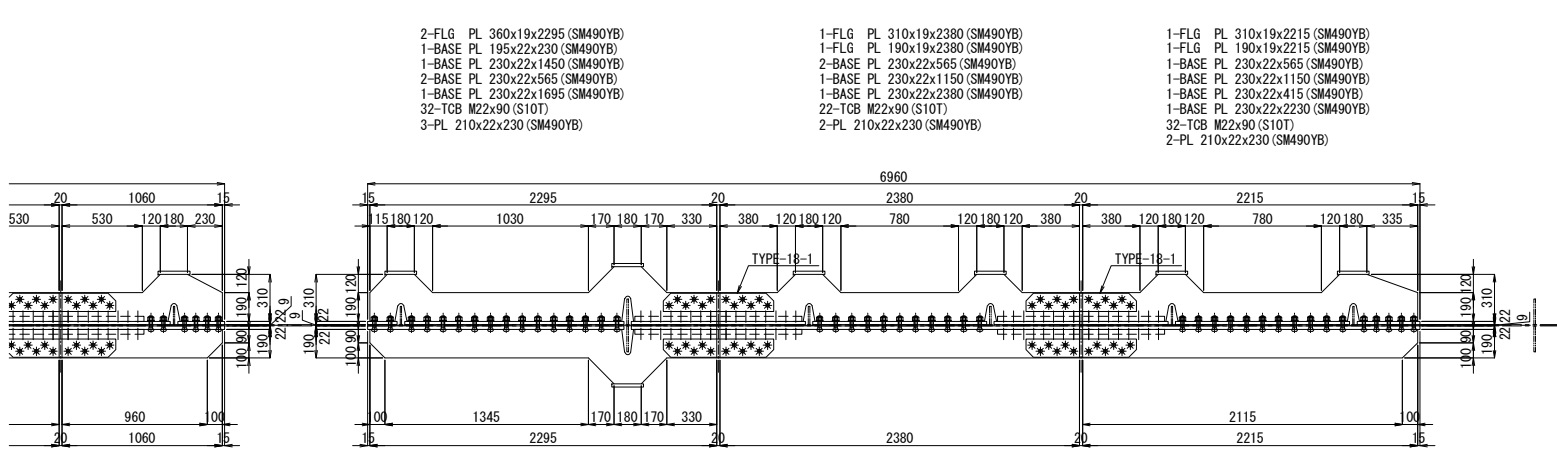 2-FLG PL 360x19x2295(SM490YB)
1-BASE PL 195x22x230(SM490YB)
1-BASE PL 230x22x1450(SM490YB)
2-BASE PL 230x22x565(SM490YB)
1-BASE PL 230x22x1695(SM490YB)
32-TCB M22x90(S10T)
3-PL 210x22x230(SM490YB)
1-FLG PL 310x19x2380(SM490YB)
1-FLG PL 190x19x2380(SM490YB)
2-BASE PL 230x22x565(SM490YB)
1-BASE PL 230x22x1150(SM490YB)
1-BASE PL 230x22x2380(SM490YB)
22-TCB M22x90(S10T)
2-PL 210x22x230(SM490YB)
1-FLG PL 310x19x2215(SM490YB)
1-FLG PL 190x19x2215(SM490YB)
1-BASE PL 230x22x565(SM490YB)
1-BASE PL 230x22x1150(SM490YB)
1-BASE PL 230x22x415(SM490YB)
1-BASE PL 230x22x2230(SM490YB)
32-TCB M22x90(S10T)
2-PL 210x22x230(SM490YB)
6960
20 1060 15 15 2295 20 2380 20 2215 15
530 530 120 180 230 115 180 120 1030 170 180 170 330 380 120 180 120 780 120 180 120 380 380 120 180 120 780 120 180 335
TYPE-18-1 TYPE-18-1
120 190 310 22 22 9
90 100 190
310 120 190 22 22 9
190 90 100
120 190 310 22 22 9
90 100 190
960 100 100 1345 170 180 170 330 2115 100
20 1060 15 15 2295 20 2380 20 2215 15